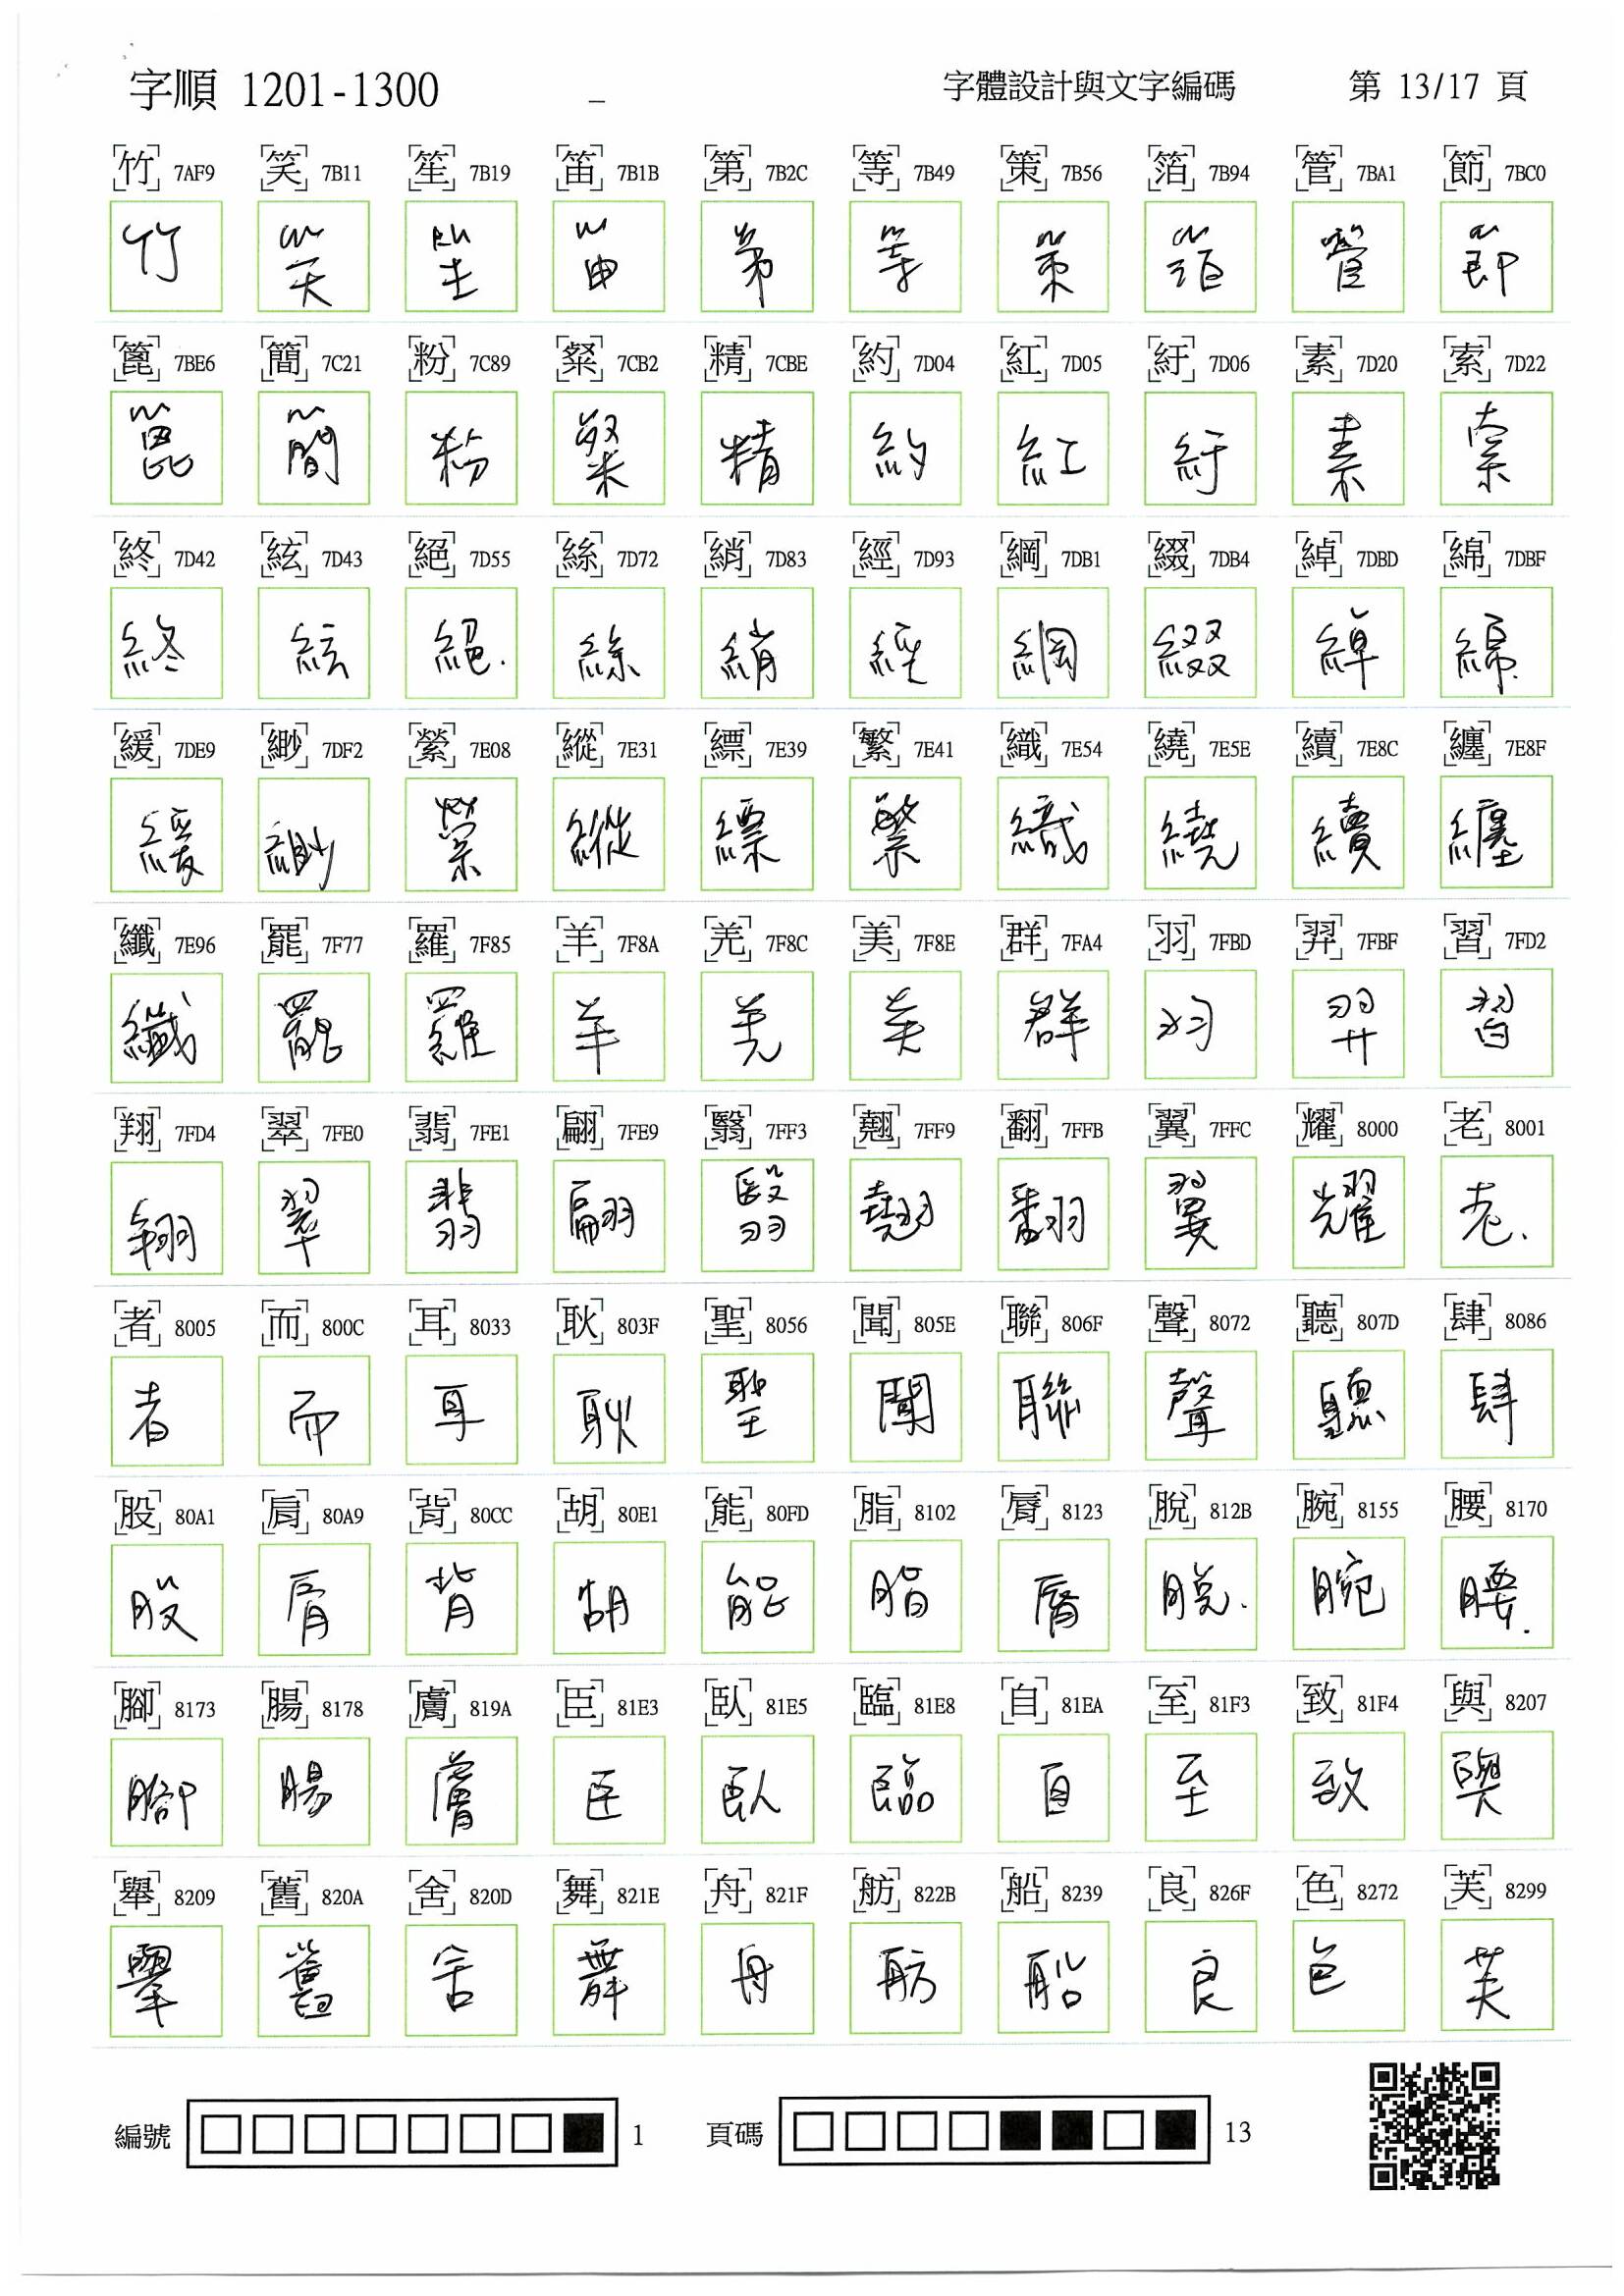 字順 1201-1300 _ 字體設計與文字編碼 第 13/17 頁
竹 7AF9 笑 7B11 笙 7B19 笛 7B1B 第 7B2C 等 7B49 策 7B56 箔 7B94 管 7BA1 節 7BC0
竹 笑 笙 笛 第 等 策 箔 管 節
篦 7BE6 簡 7C21 粉 7C89 粲 7CB2 精 7CBE 約 7D04 紅 7D05 紆 7D06 素 7D20 索 7D22
篦 簡 粉 粲 精 約 紅 紆 素 索
終 7D42 絃 7D43 絕 7D55 絲 7D72 綃 7D83 經 7D93 綱 7DB1 綴 7DB4 綽 7DBD 綿 7DBF
終 絃 絕 絲 綃 經 綱 綴 綽 綿
緩 7DE9 緲 7DF2 縈 7E08 縱 7E31 縹 7E39 繁 7E41 織 7E54 繞 7E5E 續 7E8C 纏 7E8F
緩 緲 縈 縱 縹 繁 織 繞 續 纏
纖 7E96 罷 7F77 羅 7F85 羊 7F8A 羌 7F8C 美 7F8E 群 7FA4 羽 7FBD 羿 7FBF 習 7FD2
纖 罷 羅 羊 羌 美 群 羽 羿 習
翔 7FD4 翠 7FE0 翡 7FE1 翩 7FE9 翳 7FF3 翹 7FF9 翻 7FFB 翼 7FFC 耀 8000 老 8001
翔 翠 翡 翩 翳 翹 翻 翼 耀 老
者 8005 而 800C 耳 8033 耿 803F 聖 8056 聞 805E 聯 806F 聲 8072 聽 807D 肆 8086
者 而 耳 耿 聖 聞 聯 聲 聽 肆
股 80A1 肩 80A9 背 80CC 胡 80E1 能 80FD 脂 8102 脣 8123 脫 812B 腕 8155 腰 8170
股 肩 背 胡 能 脂 脣 脫 腕 腰
腳 8173 腸 8178 膚 819A 臣 81E3 臥 81E5 臨 81E8 自 81EA 至 81F3 致 81F4 與 8207
腳 腸 膚 臣 臥 臨 自 至 致 與
舉 8209 舊 820A 舍 820D 舞 821E 舟 821F 舫 822B 船 8239 良 826F 色 8272 芙 8299
舉 舊 舍 舞 舟 舫 船 良 色 芙
編號 1 頁碼 13